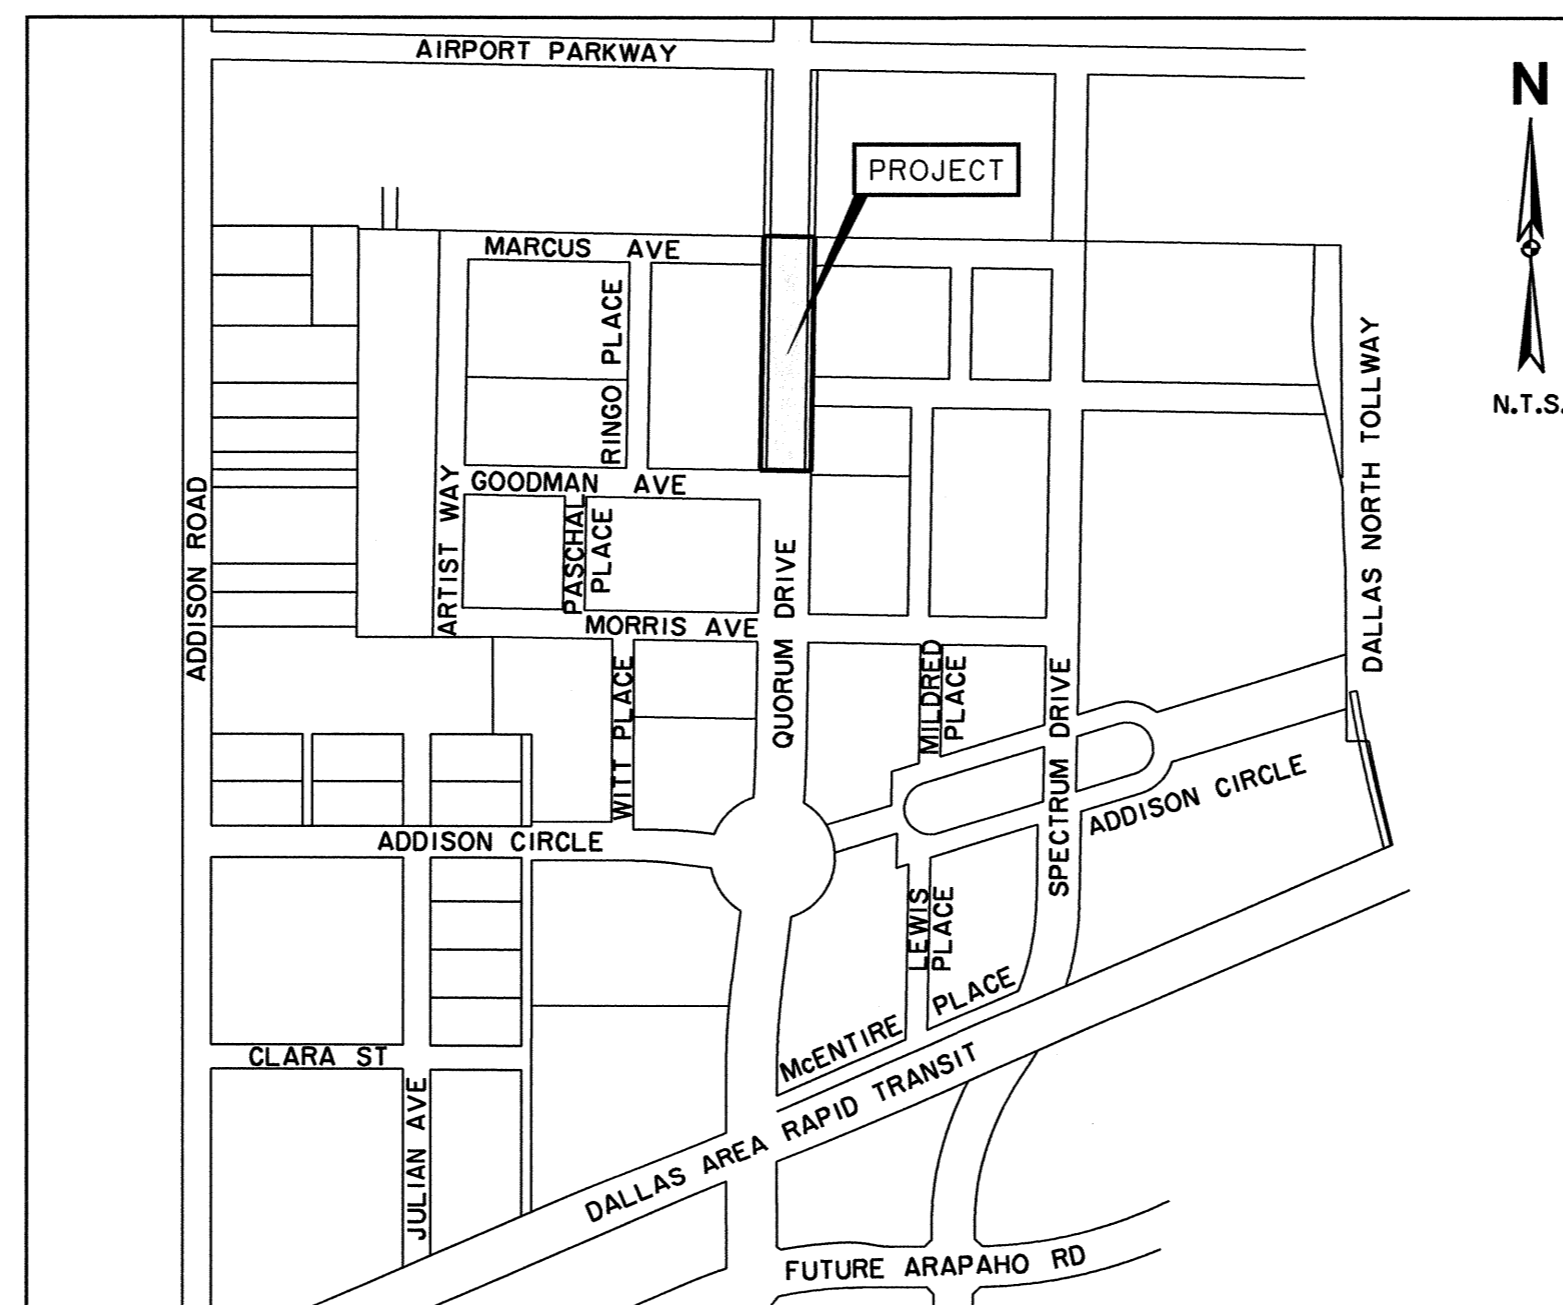 AIRPORT PARKWAY
N
PROJECT
MARCUS AVE
RINGO PLACE
N.T.S.
DALLAS NORTH TOLLWAY
GOODMAN AVE
ARTIST WAY
ADDISON ROAD
PASCHAL
PLACE
QUORUM DRIVE
MORRIS AVE
WITT PLACE
MILDRED
PLACE
SPECTRUM DRIVE
ADDISON CIRCLE
ADDISON CIRCLE
LEWIS
PLACE
McENTIRE PLACE
CLARA ST
JULIAN AVE
DALLAS AREA RAPID TRANSIT
FUTURE ARAPAHO RD